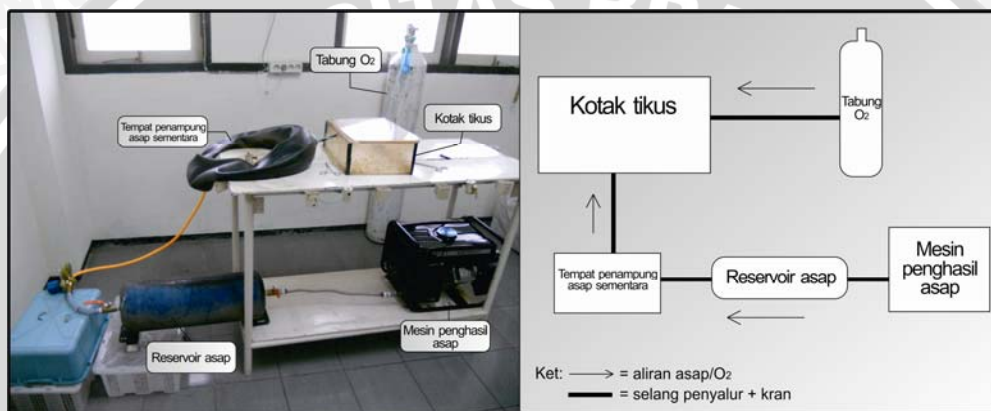 Tabung O₂
Kotak tikus
Tempat penampung
asap sementara
Mesin penghasil
asap
Reservoir asap
Kotak tikus
Tabung
O₂
Tempat penampung
asap sementara
Reservoir asap
Mesin
penghasil
asap
Ket:
= aliran asap/O₂
= selang penyalur + kran